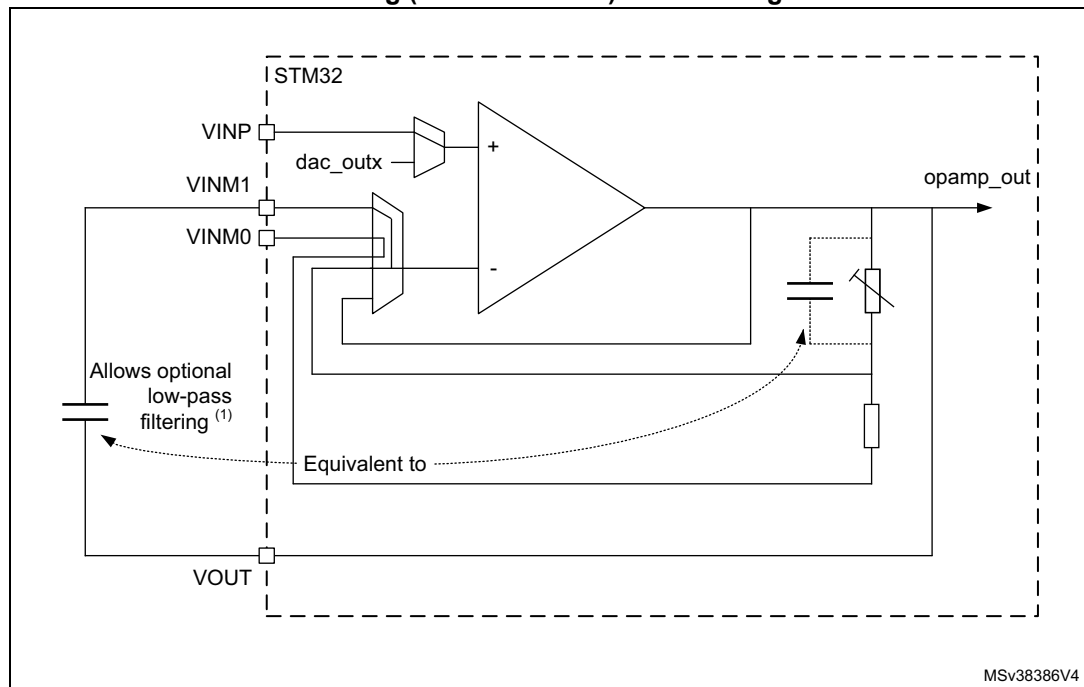 STM32
VINP
+
dac_outx
VINM1
opamp_out
VINM0
-
Allows optional
low-pass
filtering (1)
Equivalent to
VOUT
MSv38386V4